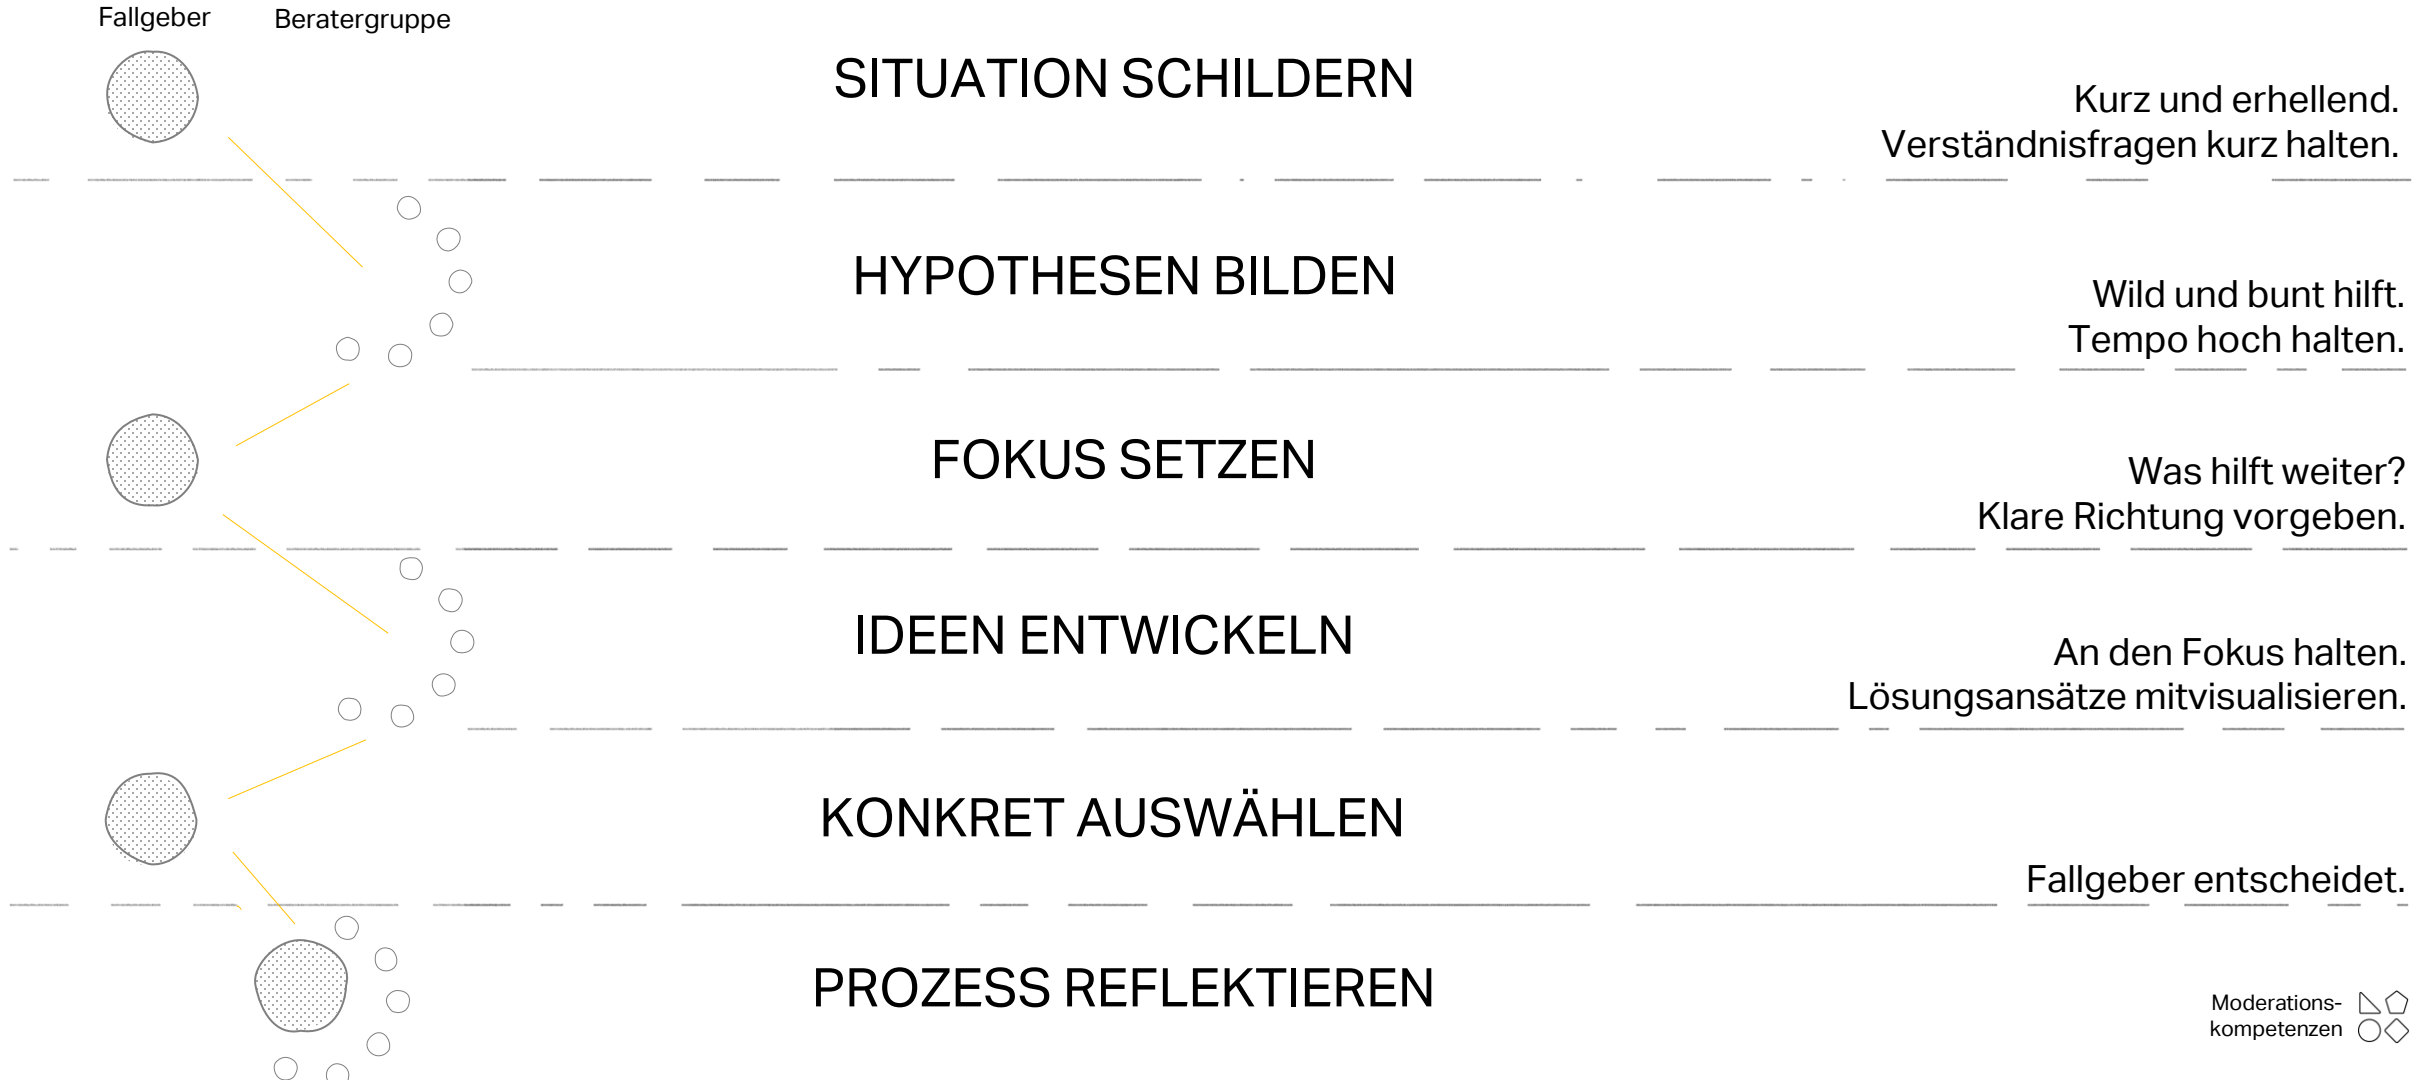 Fallgeber
Beratergruppe
SITUATION SCHILDERN
Kurz und erhellend.
Verständnisfragen kurz halten.
HYPOTHESEN BILDEN
Wild und bunt hilft.
Tempo hoch halten.
FOKUS SETZEN
Was hilft weiter?
Klare Richtung vorgeben.
IDEEN ENTWICKELN
An den Fokus halten.
Lösungsansätze mitvisualisieren.
KONKRET AUSWÄHLEN
Fallgeber entscheidet.
PROZESS REFLEKTIEREN
Moderations-
kompetenzen